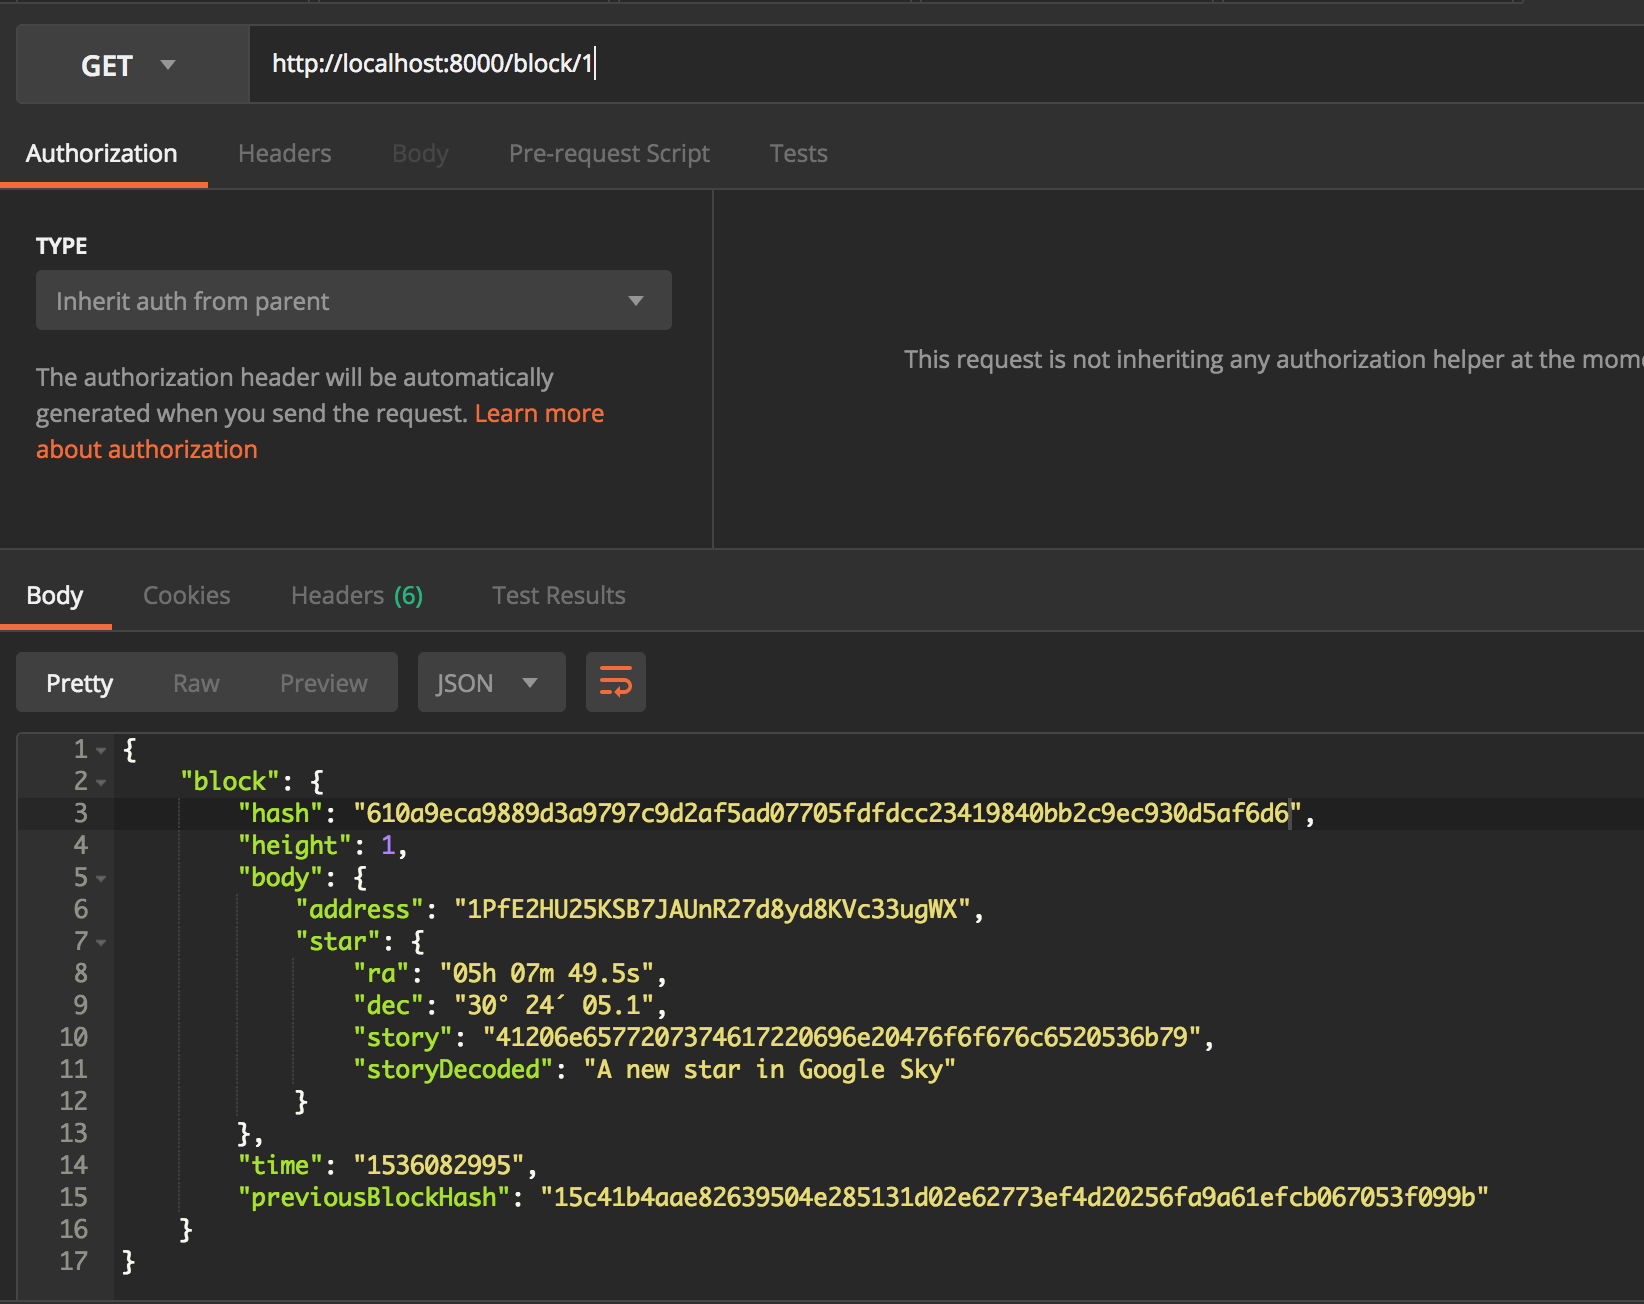 GET http://localhost:8000/block/1
Authorization Headers Body Pre-request Script Tests
TYPE
Inherit auth from parent
The authorization header will be automatically
generated when you send the request. Learn more
about authorization
This request is not inheriting any authorization helper at the mom
Body Cookies Headers (6) Test Results
Pretty Raw Preview JSON
1 {
2 "block": {
3 "hash": "610a9eca9889d3a9797c9d2af5ad07705fdfdcc23419840bb2c9ec930d5af6d6",
4 "height": 1,
5 "body": {
6 "address": "1PfE2HU25KSB7JAUnR27d8yd8KVc33ugWX",
7 "star": {
8 "ra": "05h 07m 49.5s",
9 "dec": "30° 24´ 05.1",
10 "story": "41206e6577207374617220696e20476f6f676c6520536b79",
11 "storyDecoded": "A new star in Google Sky"
12 }
13 },
14 "time": "1536082995",
15 "previousBlockHash": "15c41b4aae82639504e285131d02e62773ef4d20256fa9a61efcb067053f099b"
16 }
17 }